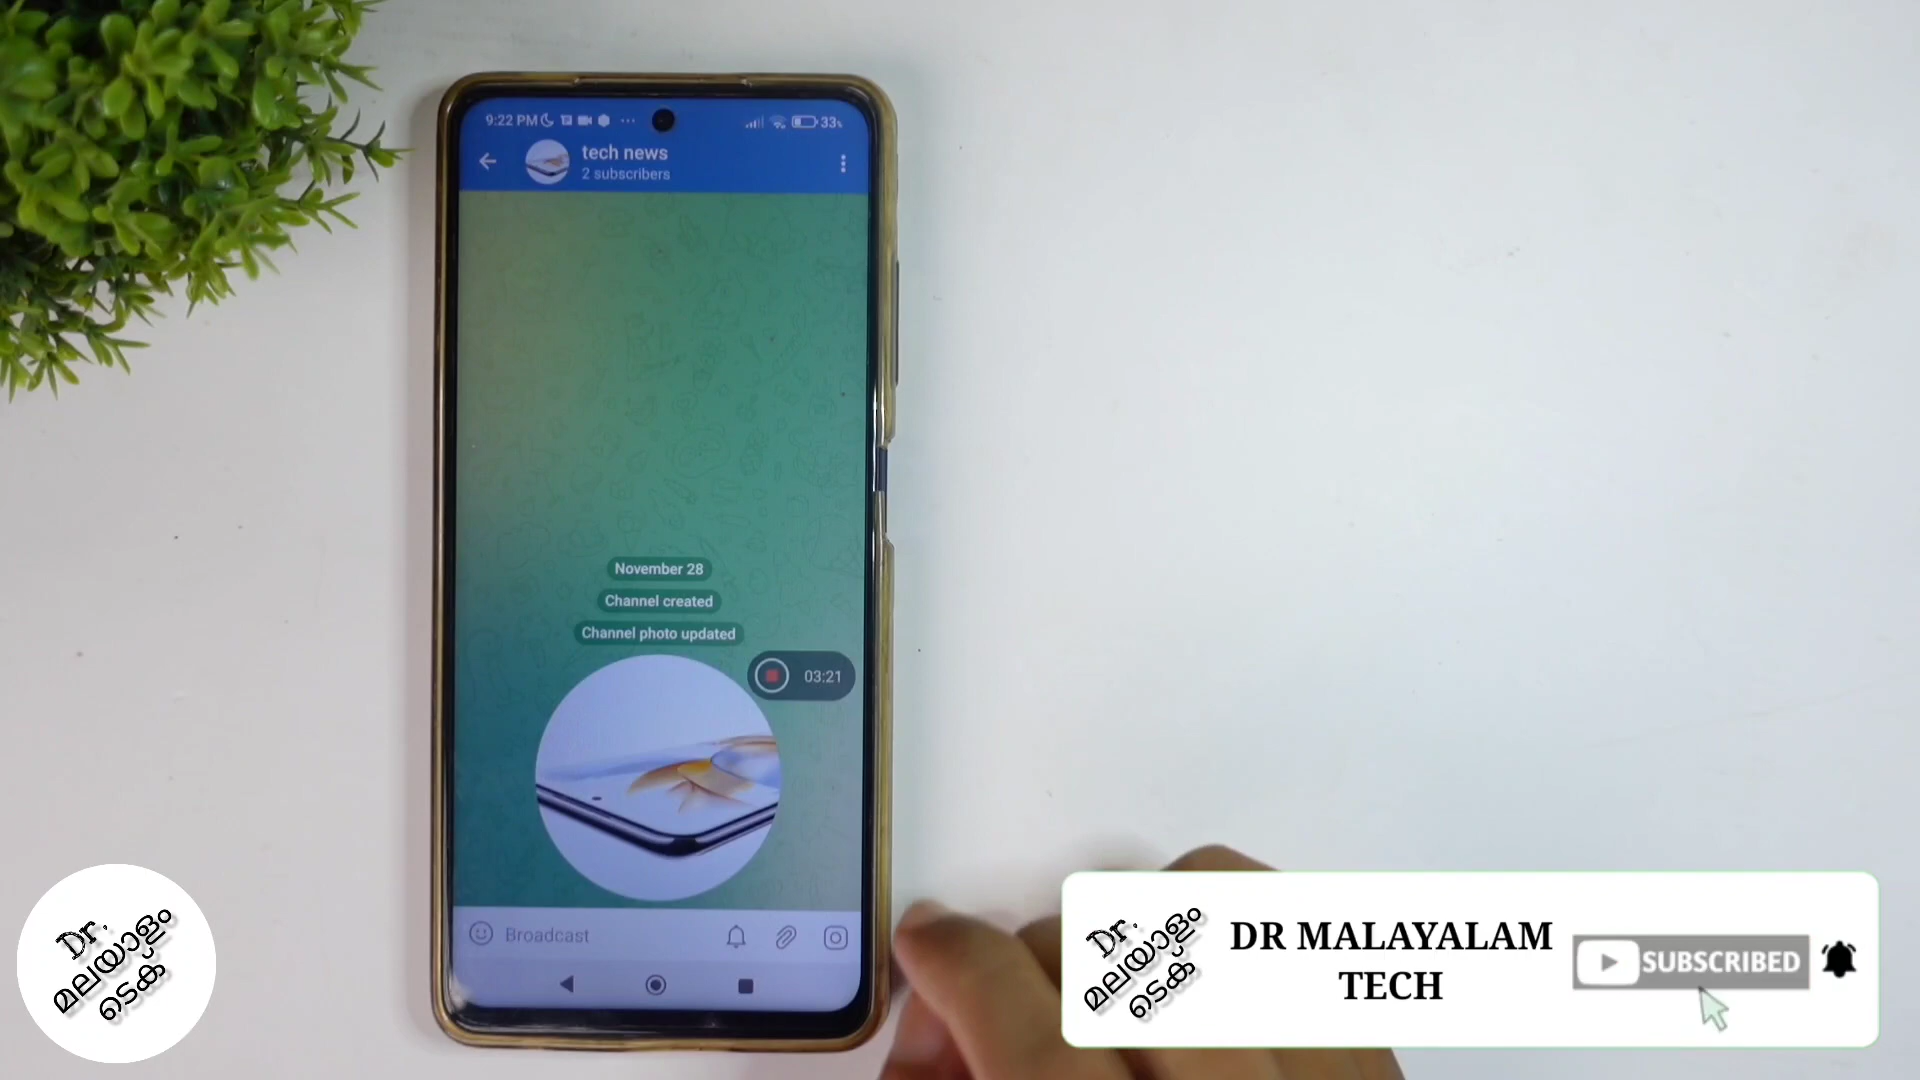 9:22 PM
33%
tech news
2 subscribers
November 28
Channel created
Channel photo updated
03:21
Broadcast
Dr.
മലയാളം
ടെക്
Dr.
മലയാളം
ടെക്
DR MALAYALAM
TECH
SUBSCRIBED